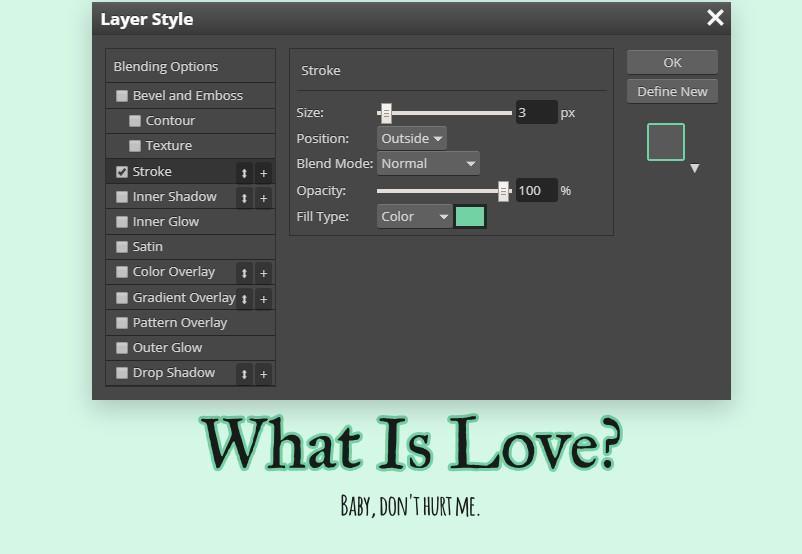 Layer Style
Blending Options
Bevel and Emboss
Contour
Texture
Stroke
Inner Shadow
Inner Glow
Satin
Color Overlay
Gradient Overlay
Pattern Overlay
Outer Glow
Drop Shadow
Stroke
Size: 3 px
Position: Outside
Blend Mode: Normal
Opacity: 100 %
Fill Type: Color
OK
Define New
What Is Love?
Baby, don't hurt me.